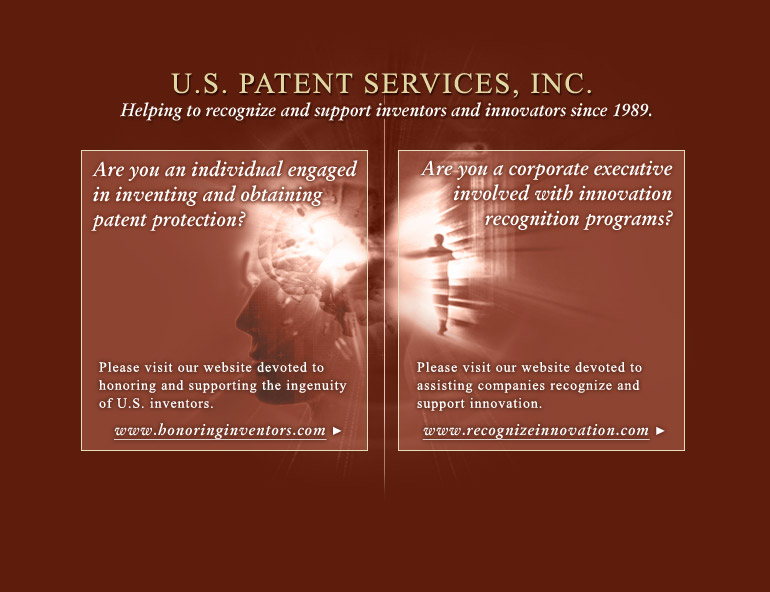 U.S. PATENT SERVICES, INC.
Helping to recognize and support inventors and innovators since 1989.
Are you an individual engaged
in inventing and obtaining
patent protection?
Please visit our website devoted to
honoring and supporting the ingenuity
of U.S. inventors.
www.honoringinventors.com ►
Are you a corporate executive
involved with innovation
recognition programs?
Please visit our website devoted to
assisting companies recognize and
support innovation.
www.recognizeinnovation.com ►